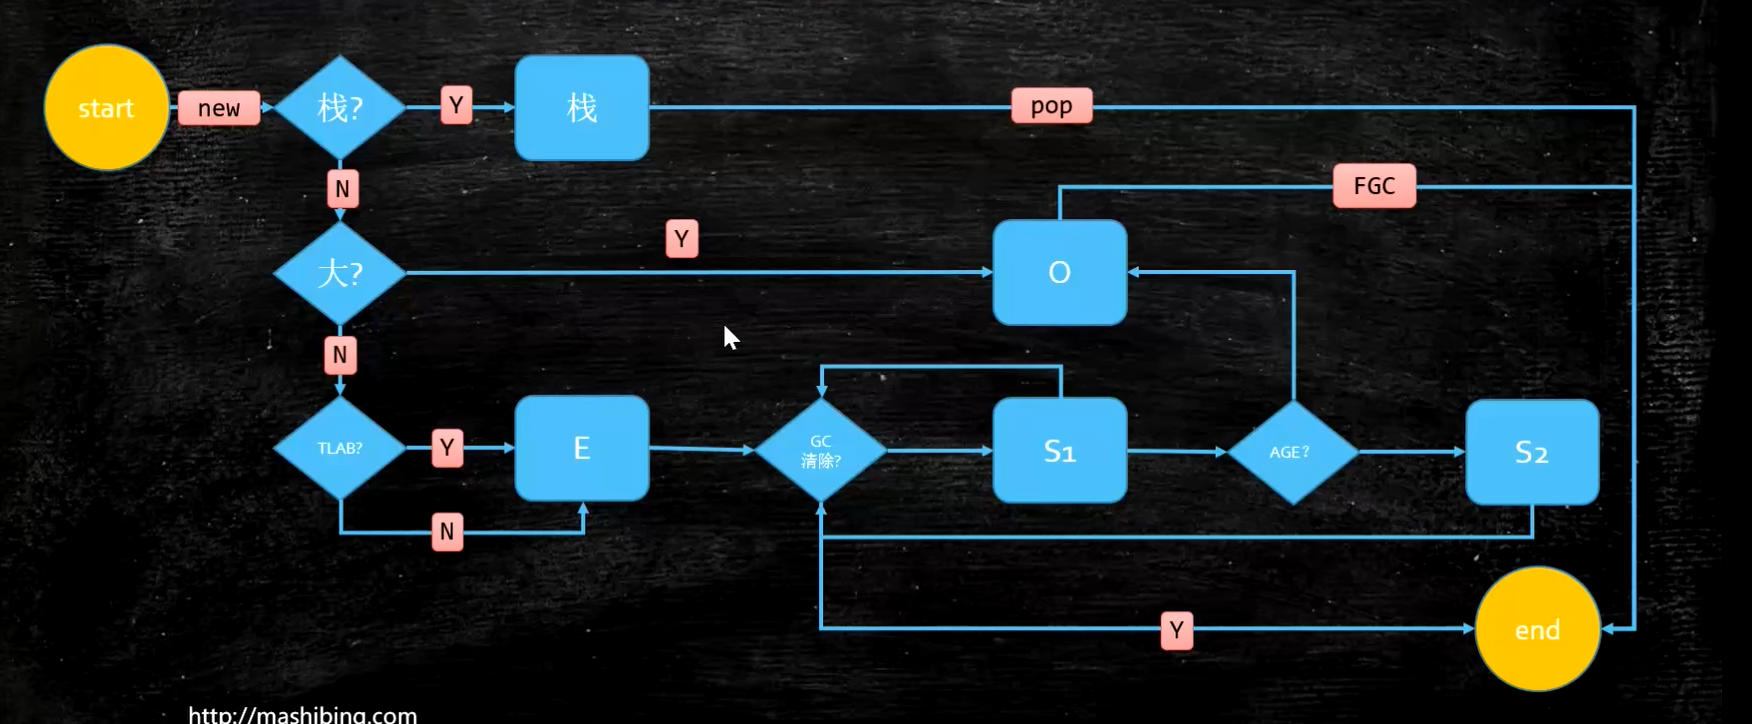 start
new
栈?
Y
栈
pop
N
FGC
大?
Y
O
N
TLAB?
Y
E
GC
清除?
S1
AGE?
S2
N
Y
end
http://mashibing.com